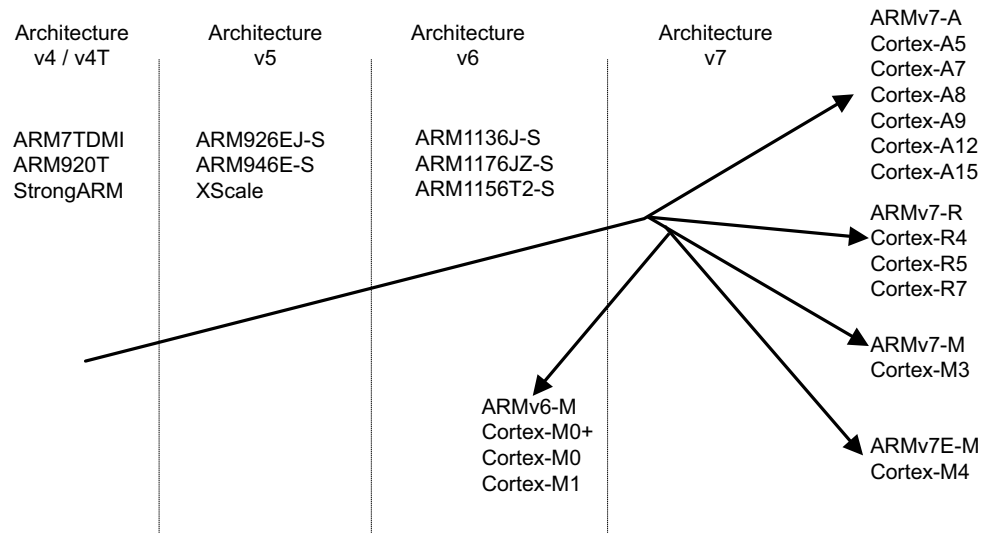 Architecture
v4 / v4T
Architecture
v5
Architecture
v6
Architecture
v7
ARM7TDMI
ARM920T
StrongARM
ARM926EJ-S
ARM946E-S
XScale
ARM1136J-S
ARM1176JZ-S
ARM1156T2-S
ARMv7-A
Cortex-A5
Cortex-A7
Cortex-A8
Cortex-A9
Cortex-A12
Cortex-A15
ARMv7-R
Cortex-R4
Cortex-R5
Cortex-R7
ARMv7-M
Cortex-M3
ARMv7E-M
Cortex-M4
ARMv6-M
Cortex-M0+
Cortex-M0
Cortex-M1